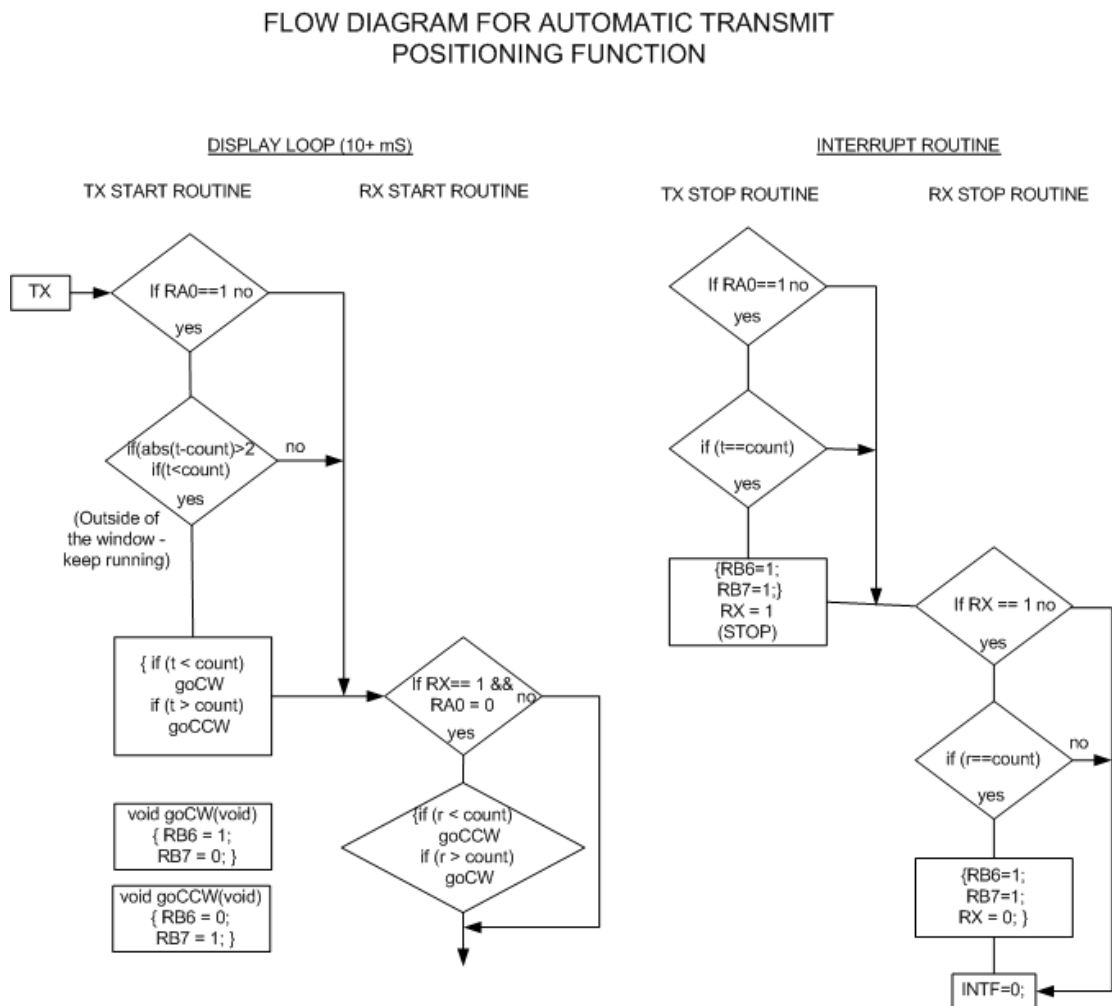 FLOW DIAGRAM FOR AUTOMATIC TRANSMIT
POSITIONING FUNCTION
DISPLAY LOOP (10+ mS)
TX START ROUTINE
RX START ROUTINE
TX
If RA0==1 no
yes
if(abs(t-count)>2
if(t<count)
yes
no
(Outside of
the window -
keep running)
{ if (t < count)
goCW
if (t > count)
goCCW
If RX== 1 &&
RA0 = 0
no
yes
{if (r < count)
goCCW
if (r > count)
goCW
void goCW(void)
{ RB6 = 1;
RB7 = 0; }
void goCCW(void)
{ RB6 = 0;
RB7 = 1; }
INTERRUPT ROUTINE
TX STOP ROUTINE
RX STOP ROUTINE
If RA0==1 no
yes
if (t==count)
yes
{RB6=1;
RB7=1;}
RX = 1
(STOP)
If RX == 1 no
yes
if (r==count)
no
yes
{RB6=1;
RB7=1;
RX = 0; }
INTF=0;